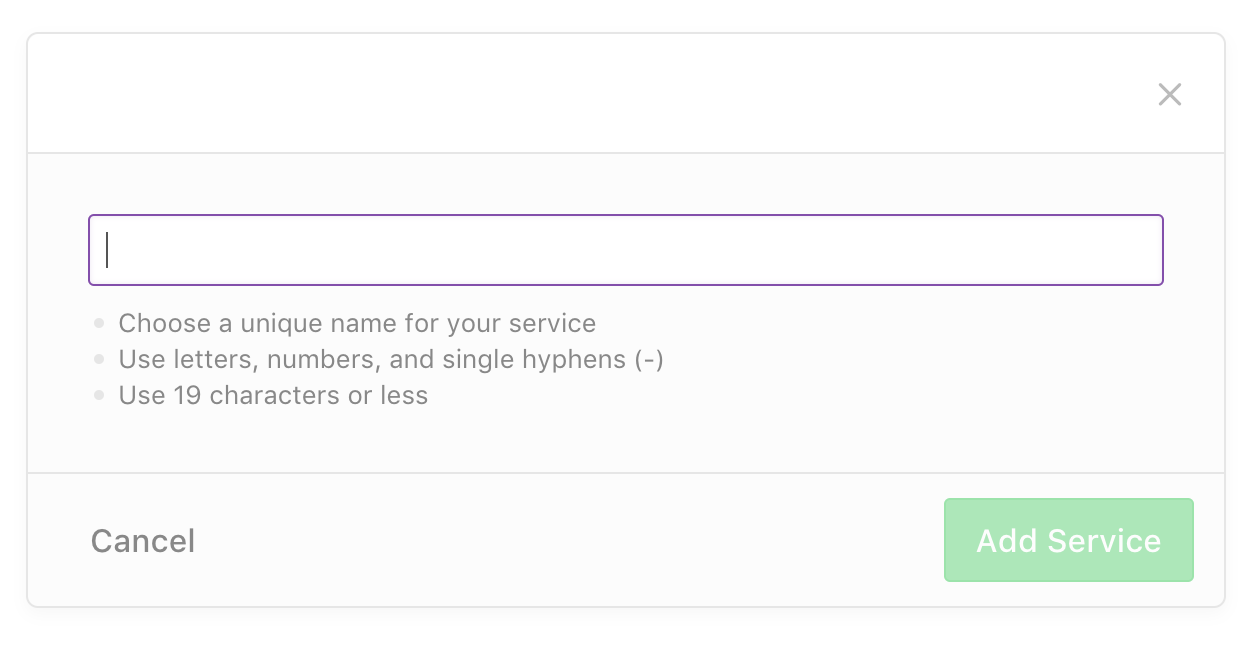 Choose a unique name for your service
Use letters, numbers, and single hyphens (-)
Use 19 characters or less
Cancel
Add Service